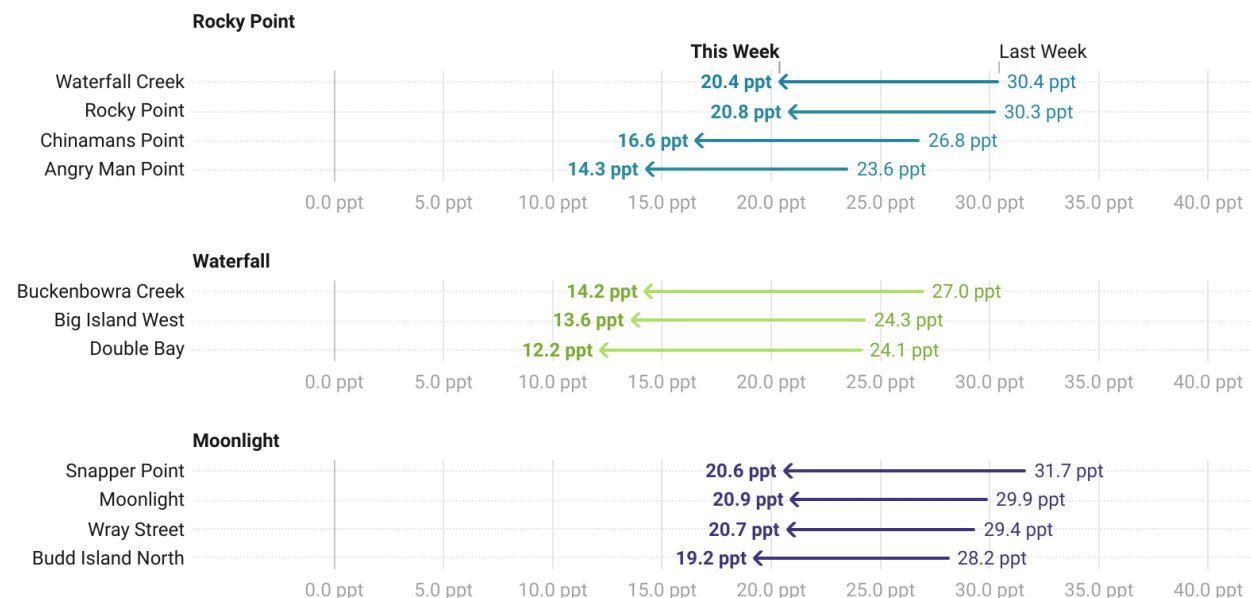 Rocky Point
This Week Last Week
Waterfall Creek 20.4 ppt 30.4 ppt
Rocky Point 20.8 ppt 30.3 ppt
Chinamans Point 16.6 ppt 26.8 ppt
Angry Man Point 14.3 ppt 23.6 ppt
0.0 ppt 5.0 ppt 10.0 ppt 15.0 ppt 20.0 ppt 25.0 ppt 30.0 ppt 35.0 ppt 40.0 ppt
Waterfall
Buckenbowra Creek 14.2 ppt 27.0 ppt
Big Island West 13.6 ppt 24.3 ppt
Double Bay 12.2 ppt 24.1 ppt
0.0 ppt 5.0 ppt 10.0 ppt 15.0 ppt 20.0 ppt 25.0 ppt 30.0 ppt 35.0 ppt 40.0 ppt
Moonlight
Snapper Point 20.6 ppt 31.7 ppt
Moonlight 20.9 ppt 29.9 ppt
Wray Street 20.7 ppt 29.4 ppt
Budd Island North 19.2 ppt 28.2 ppt
0.0 ppt 5.0 ppt 10.0 ppt 15.0 ppt 20.0 ppt 25.0 ppt 30.0 ppt 35.0 ppt 40.0 ppt